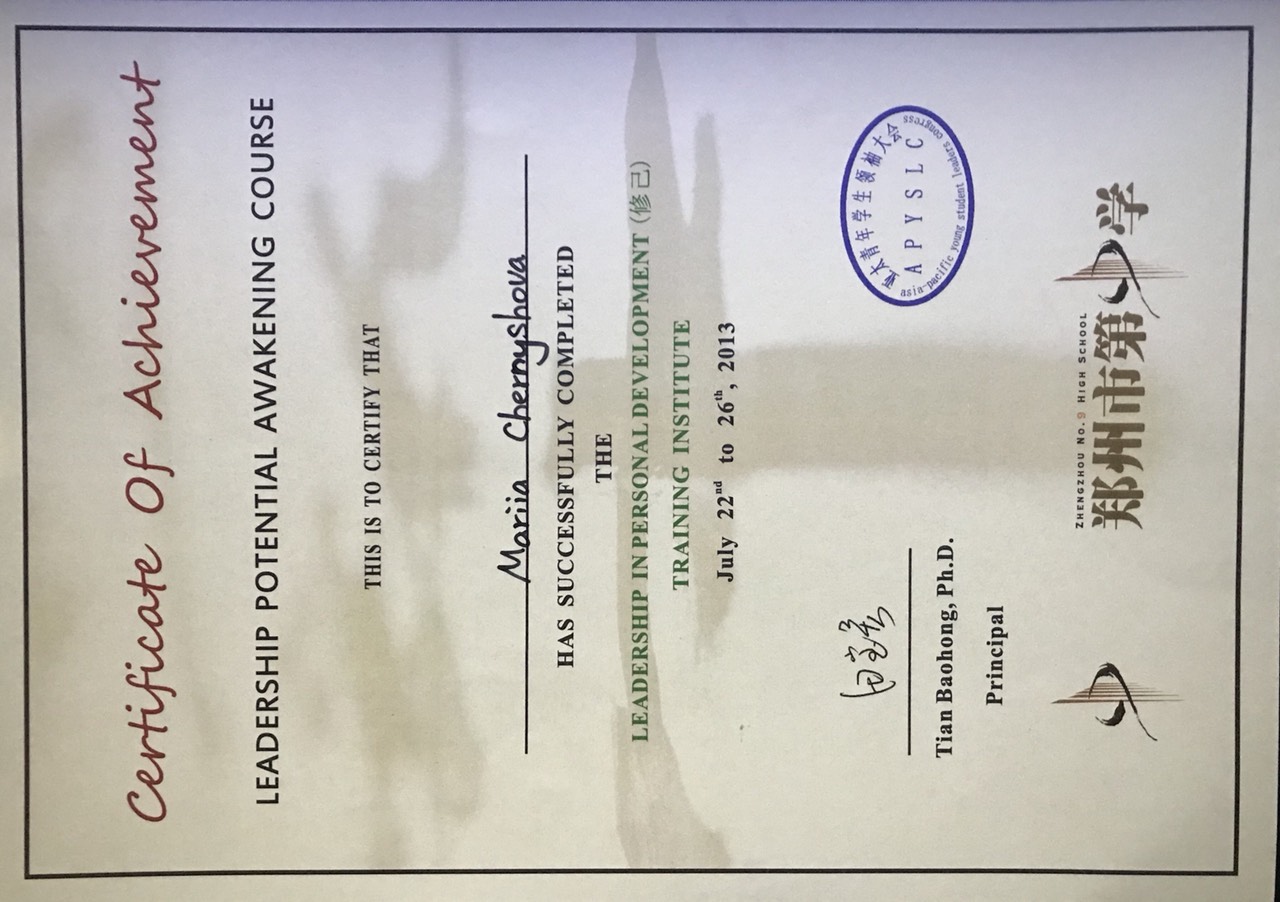 Certificate Of Achievement
LEADERSHIP POTENTIAL AWAKENING COURSE
THIS IS TO CERTIFY THAT
Mariia Chernyshova
HAS SUCCESSFULLY COMPLETED
THE
LEADERSHIP IN PERSONAL DEVELOPMENT (修己)
TRAINING INSTITUTE
July 22nd to 26th, 2013
亚太青年学生领袖大会
A P Y S L C
asia-pacific young student leaders congress
Tian Baohong, Ph.D.
Principal
ZHENGZHOU No.9 HIGH SCHOOL
郑州市第九中学